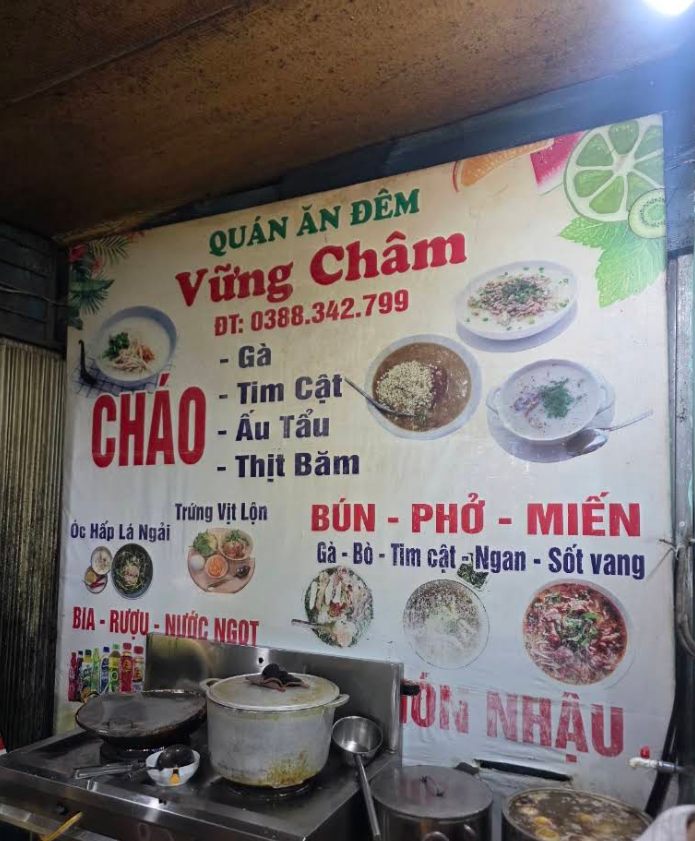 QUÁN ĂN ĐÊM
Vững Châm
ĐT: 0388.342.799
CHÁO
- Gà
- Tim Cật
- Ấu Tẩu
- Thịt Băm
Ốc Hấp Lá Ngải
Trứng Vịt Lộn
BÚN - PHỞ - MIẾN
Gà - Bò - Tim cật - Ngan - Sốt vang
BIA - RƯỢU - NƯỚC NGỌT
NHẬU